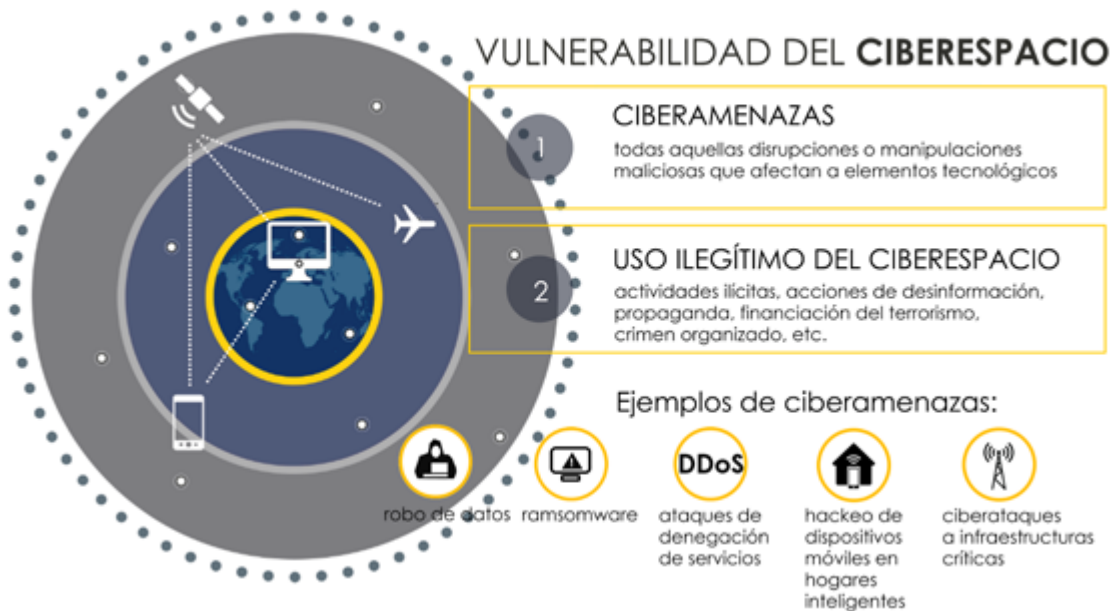 VULNERABILIDAD DEL CIBERESPACIO
1
CIBERAMENAZAS
todas aquellas disrupciones o manipulaciones
maliciosas que afectan a elementos tecnológicos
2
USO ILEGÍTIMO DEL CIBERESPACIO
actividades ilícitas, acciones de desinformación,
propaganda, financiación del terrorismo,
crimen organizado, etc.
Ejemplos de ciberamenazas:
robo de datos
ramsomware
DDoS
ataques de
denegación
de servicios
hackeo de
dispositivos
móviles en
hogares
inteligentes
ciberataques
a infraestructuras
críticas